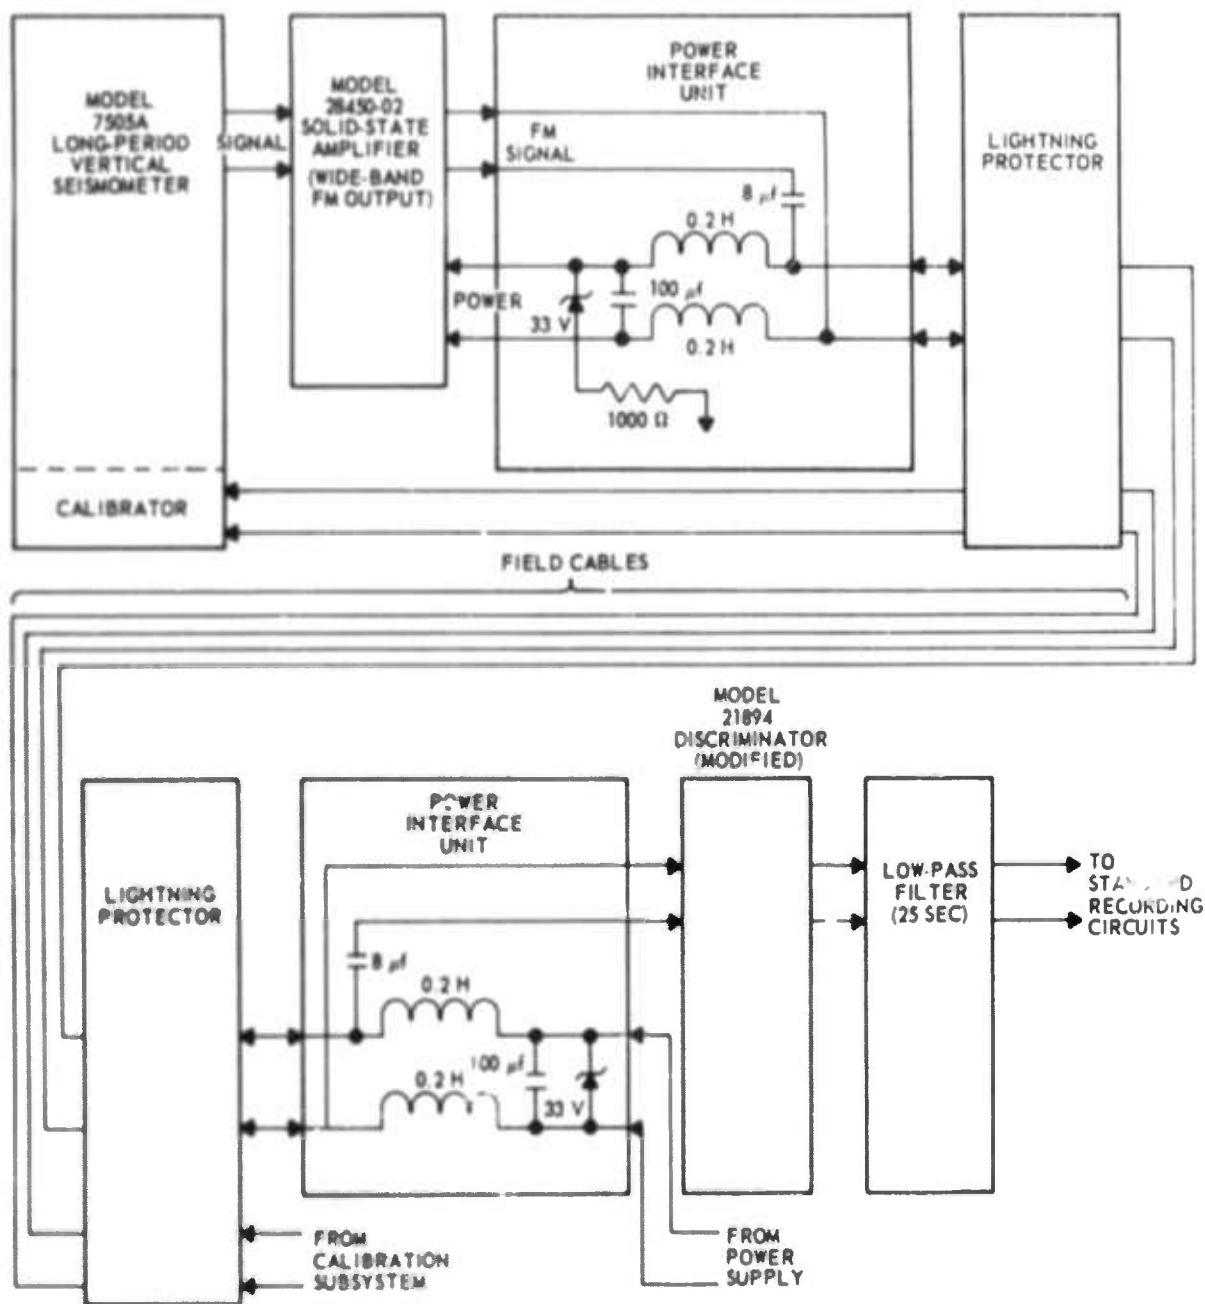 MODEL
7505A
LONG-PERIOD
VERTICAL
SEISMOMETER
SIGNAL
MODEL
28450-02
SOLID-STATE
AMPLIFIER
(WIDE-BAND
FM OUTPUT)
POWER
INTERFACE
UNIT
FM
SIGNAL
8 μf
0.2 H
POWER
100 μf
33 V
0.2 H
1000 Ω
LIGHTNING
PROTECTOR
CALIBRATOR
FIELD CABLES
LIGHTNING
PROTECTOR
POWER
INTERFACE
UNIT
8 μf
0.2 H
100 μf
0.2 H
33 V
MODEL
21894
DISCRIMINATOR
(MODIFIED)
LOW-PASS
FILTER
(25 SEC)
TO
RECORDING
CIRCUITS
FROM
CALIBRATION
SUBSYSTEM
FROM
POWER
SUPPLY